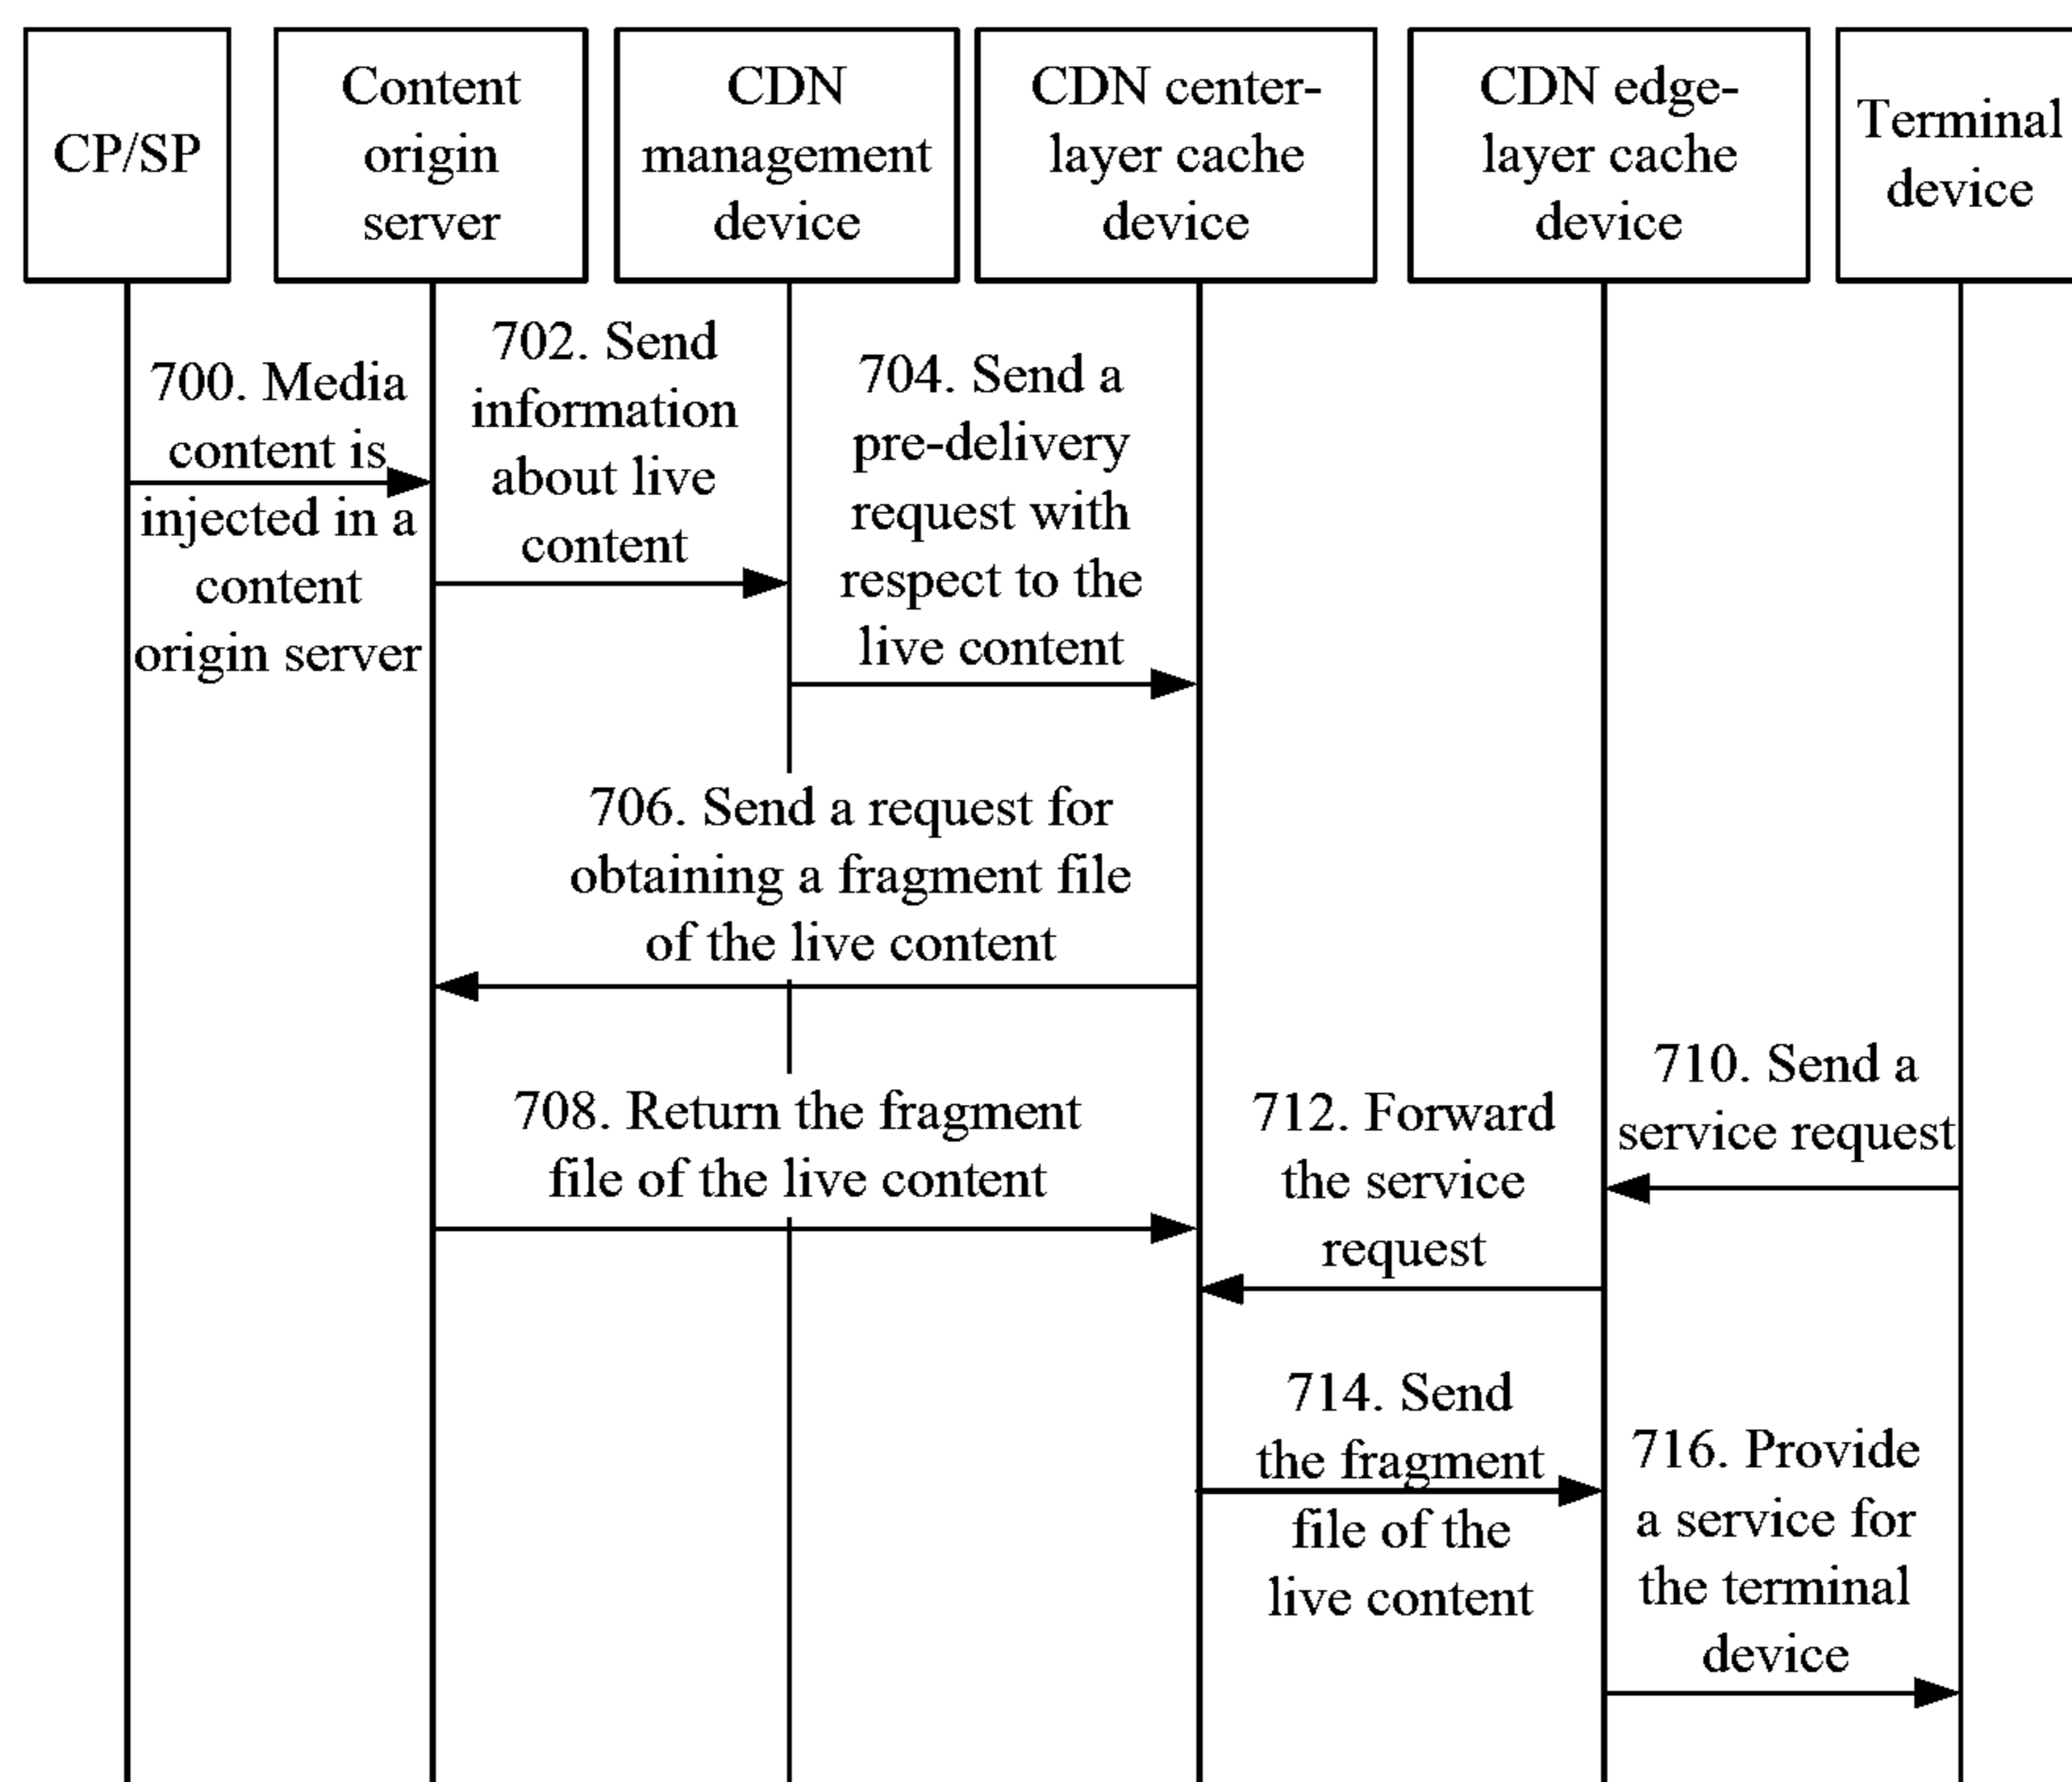 CP/SP
Content
origin
server
CDN
management
device
CDN center-
layer cache
device
CDN edge-
layer cache
device
Terminal
device
700. Media
content is
injected in a
content
origin server
702. Send
information
about live
content
704. Send a
pre-delivery
request with
respect to the
live content
706. Send a request for
obtaining a fragment file
of the live content
708. Return the fragment
file of the live content
710. Send a
service request
712. Forward
the service
request
714. Send
the fragment
file of the
live content
716. Provide
a service for
the terminal
device